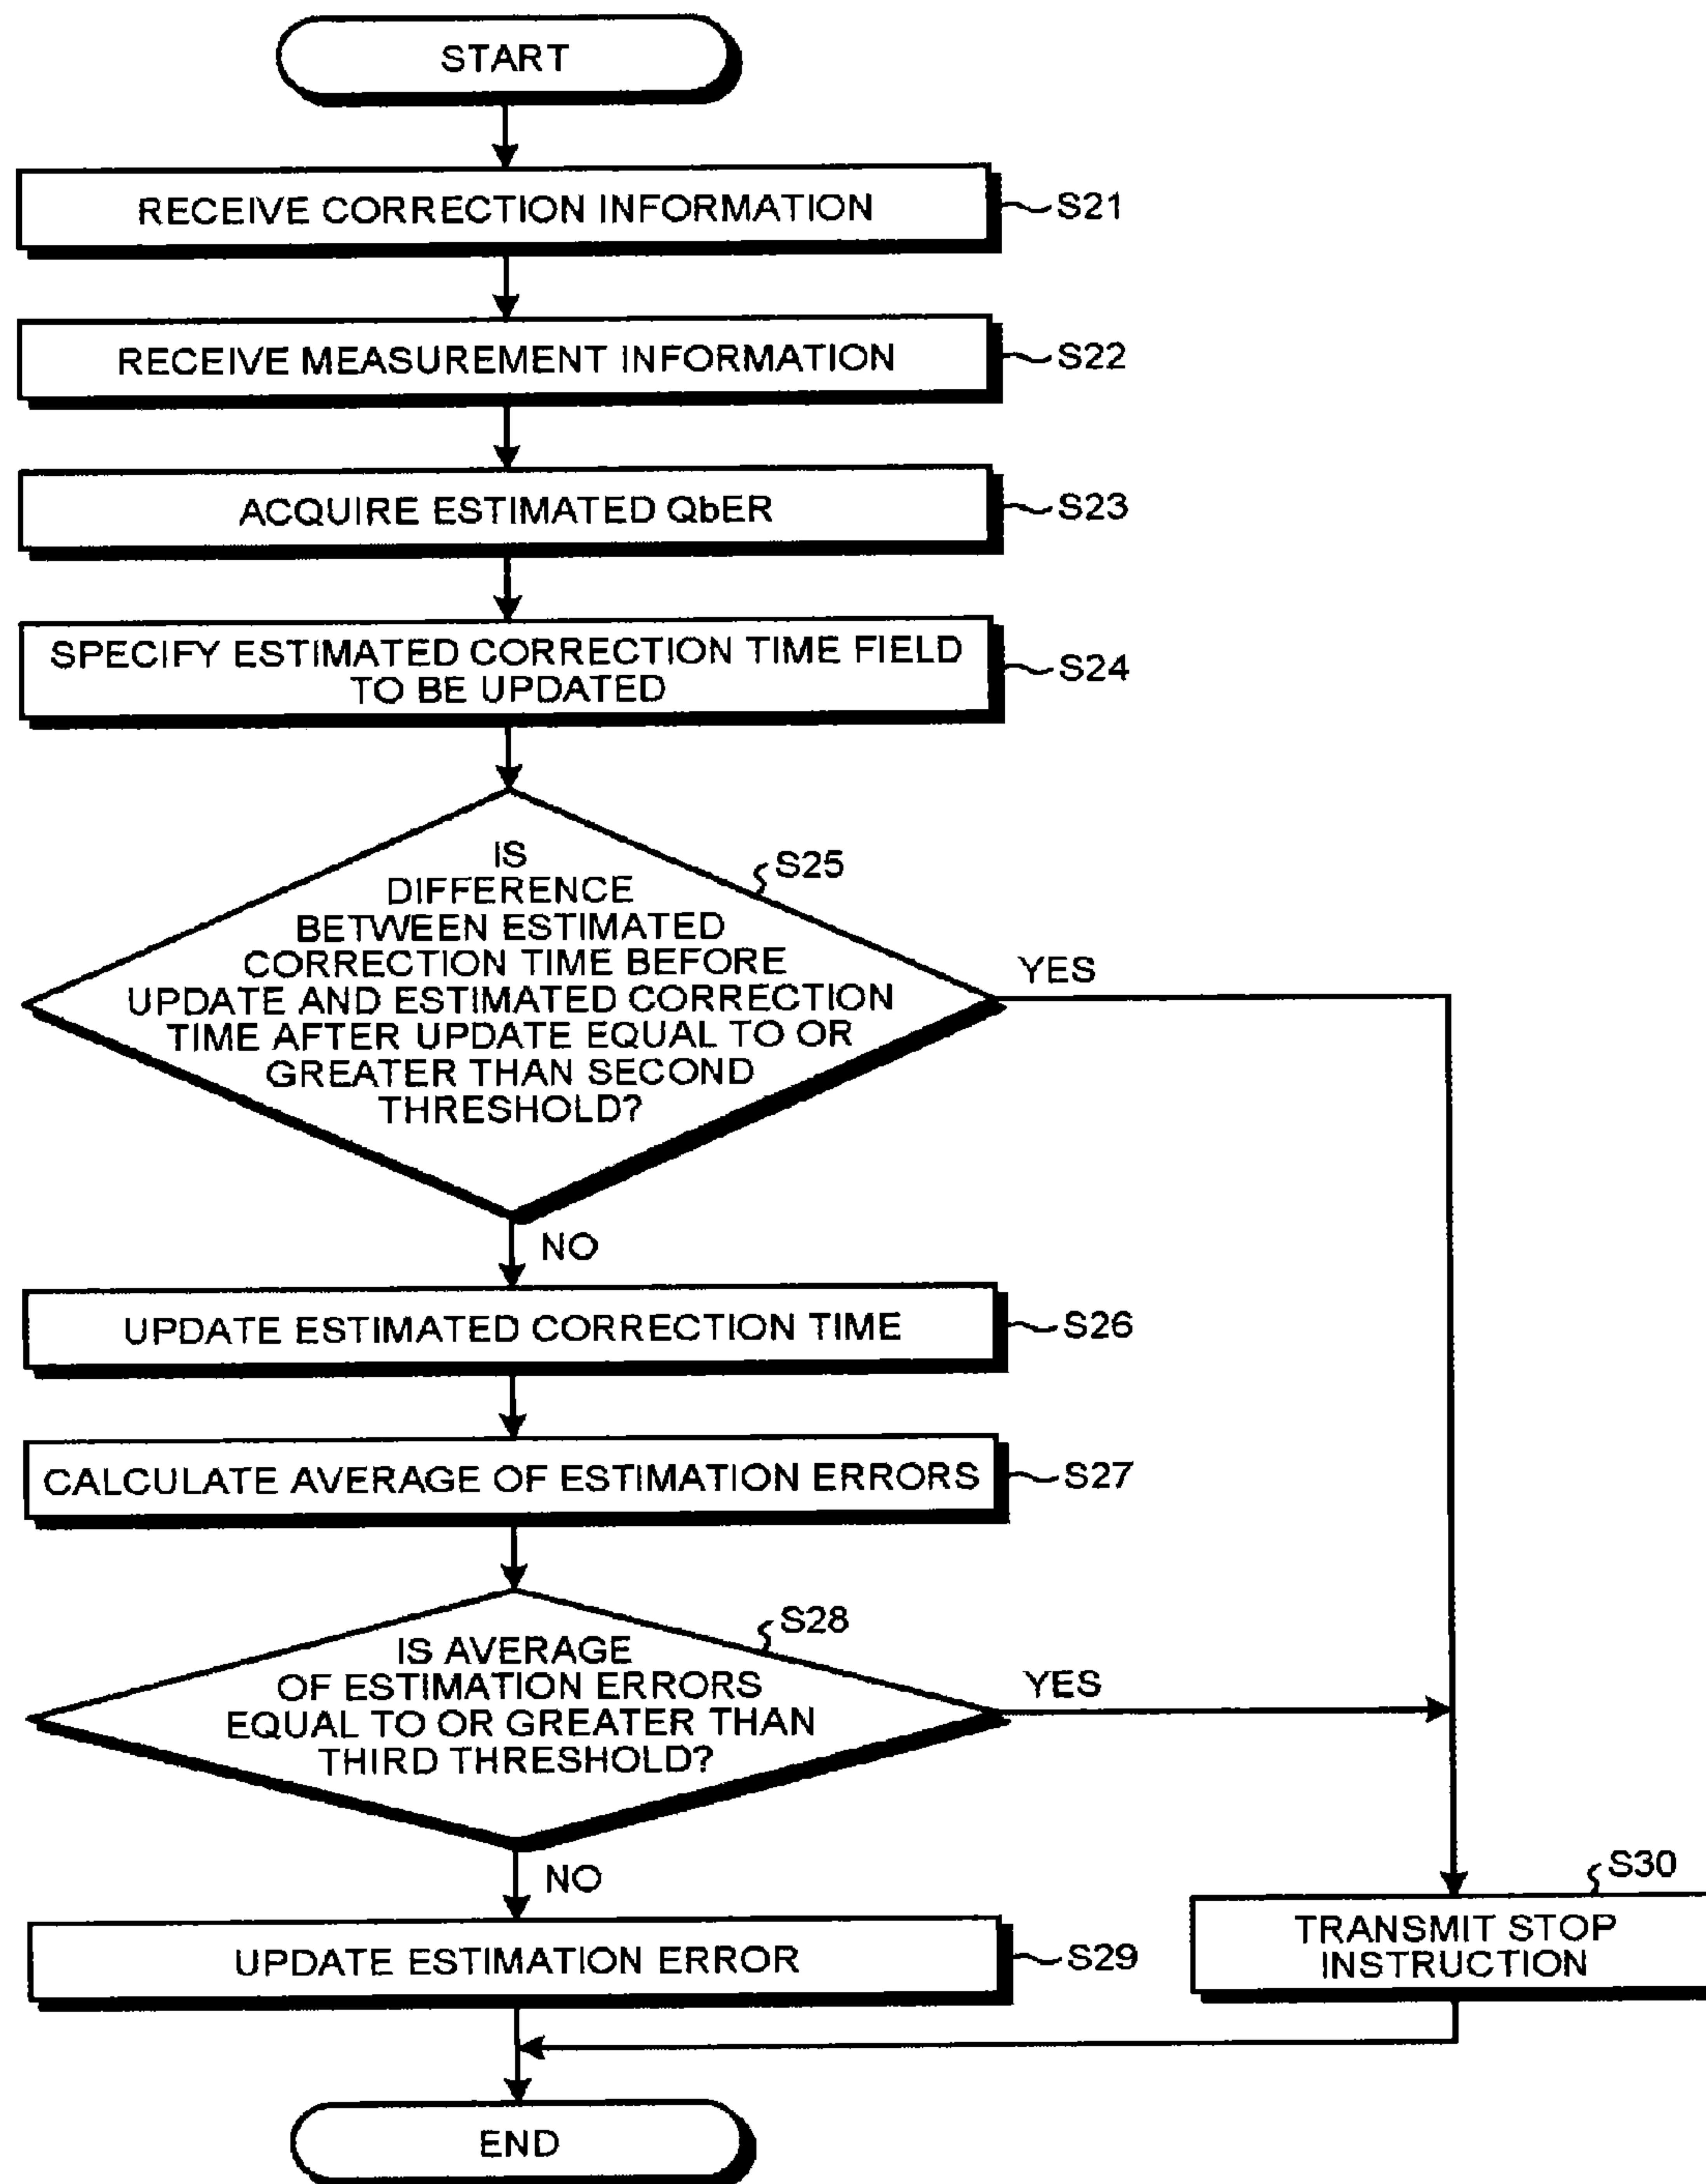 START
RECEIVE CORRECTION INFORMATION
S21
RECEIVE MEASUREMENT INFORMATION
S22
ACQUIRE ESTIMATED QbER
S23
SPECIFY ESTIMATED CORRECTION TIME FIELD
TO BE UPDATED
S24
IS
DIFFERENCE
BETWEEN ESTIMATED
CORRECTION TIME BEFORE
UPDATE AND ESTIMATED CORRECTION
TIME AFTER UPDATE EQUAL TO OR
GREATER THAN SECOND
THRESHOLD?
S25
YES
NO
UPDATE ESTIMATED CORRECTION TIME
S26
CALCULATE AVERAGE OF ESTIMATION ERRORS
S27
IS AVERAGE
OF ESTIMATION ERRORS
EQUAL TO OR GREATER THAN
THIRD THRESHOLD?
S28
YES
NO
UPDATE ESTIMATION ERROR
S29
S30
TRANSMIT STOP
INSTRUCTION
END